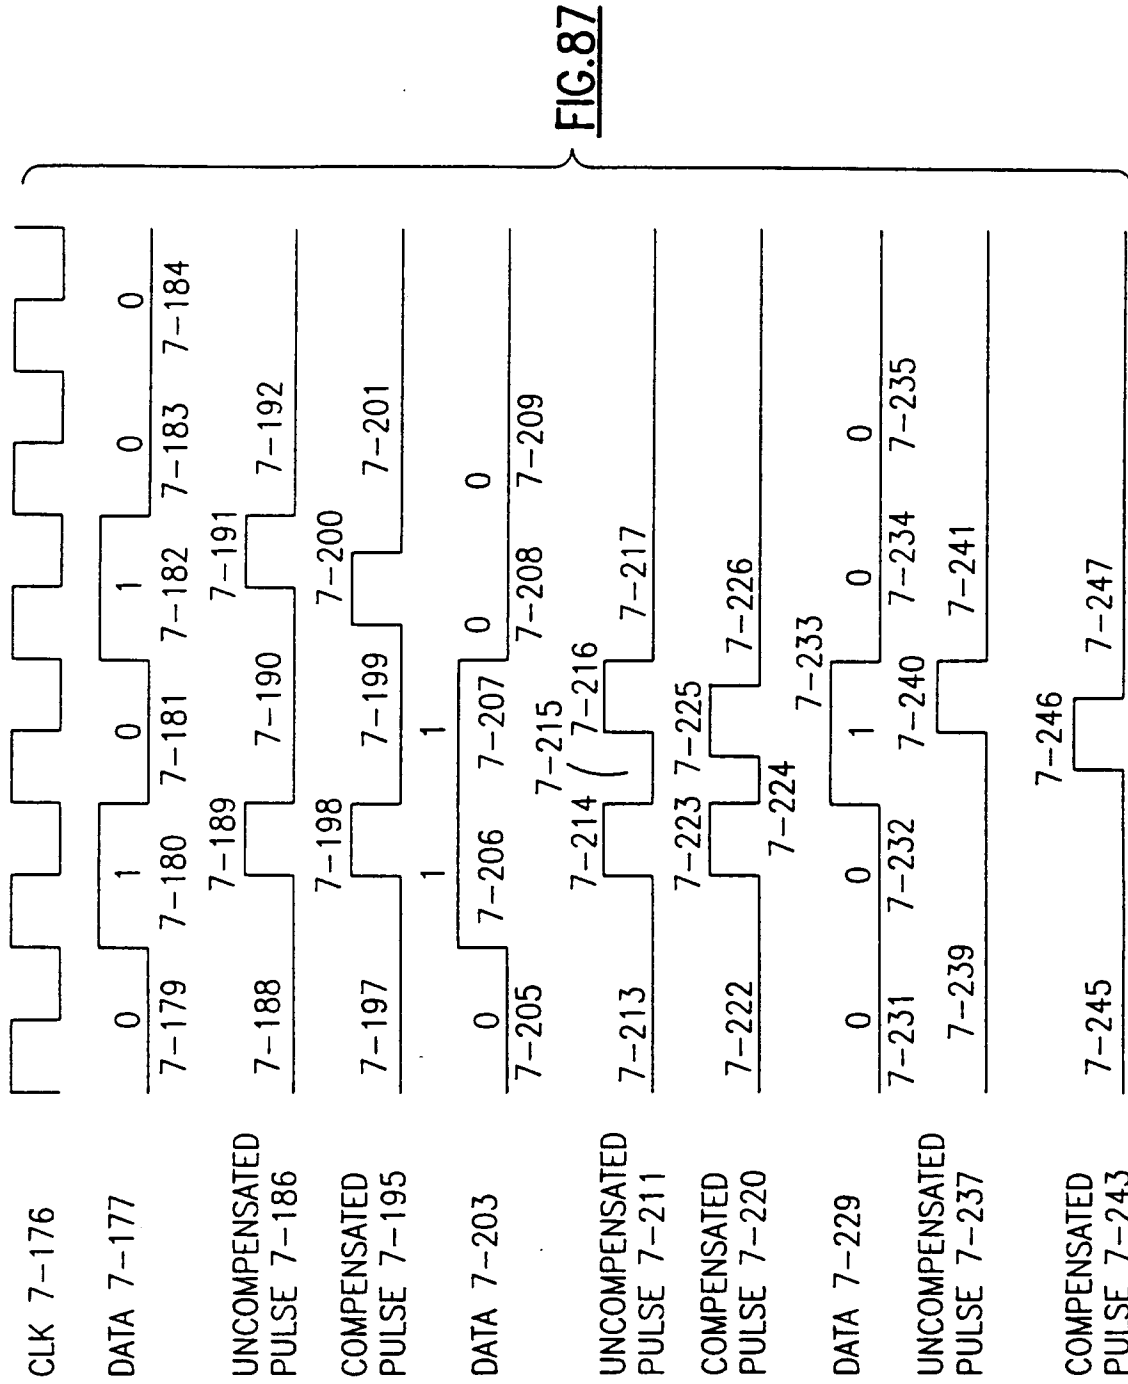 CLK 7-176
DATA 7-177
0 1 0 1 0 0
7-179 7-180 7-181 7-182 7-183 7-184
UNCOMPENSATED
PULSE 7-186
7-188 7-189 7-190 7-191 7-192
COMPENSATED
PULSE 7-195
7-197 7-198 7-199 7-200 7-201
DATA 7-203
0 1 1 0 0
7-205 7-206 7-207 7-208 7-209
UNCOMPENSATED
PULSE 7-211
7-213 7-214 7-215 7-216 7-217
COMPENSATED
PULSE 7-220
7-222 7-223 7-224 7-225 7-226
DATA 7-229
0 0 1 0 0
7-231 7-232 7-233 7-234 7-235
UNCOMPENSATED
PULSE 7-237
7-239 7-240 7-241
COMPENSATED
PULSE 7-243
7-245 7-246 7-247
FIG.87